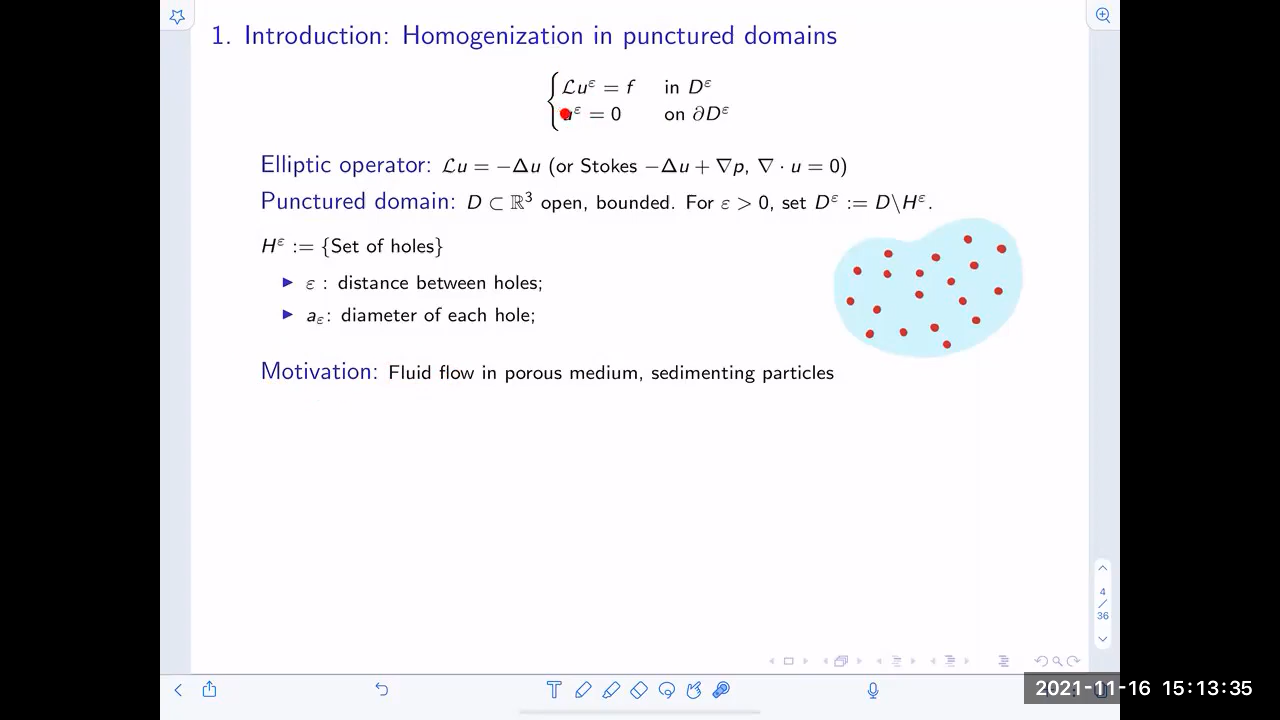 1. Introduction: Homogenization in punctured domains
ℒu^ε = f in D^ε
u^ε = 0 on ∂D^ε
Elliptic operator: ℒu = −Δu (or Stokes −Δu + ∇p, ∇ · u = 0)
Punctured domain: D ⊂ ℝ³ open, bounded. For ε > 0, set D^ε := D\H^ε.
H^ε := {Set of holes}
▶ ε : distance between holes;
▶ a_ε: diameter of each hole;
Motivation: Fluid flow in porous medium, sedimenting particles
4
/
36
2021-11-16 15:13:35